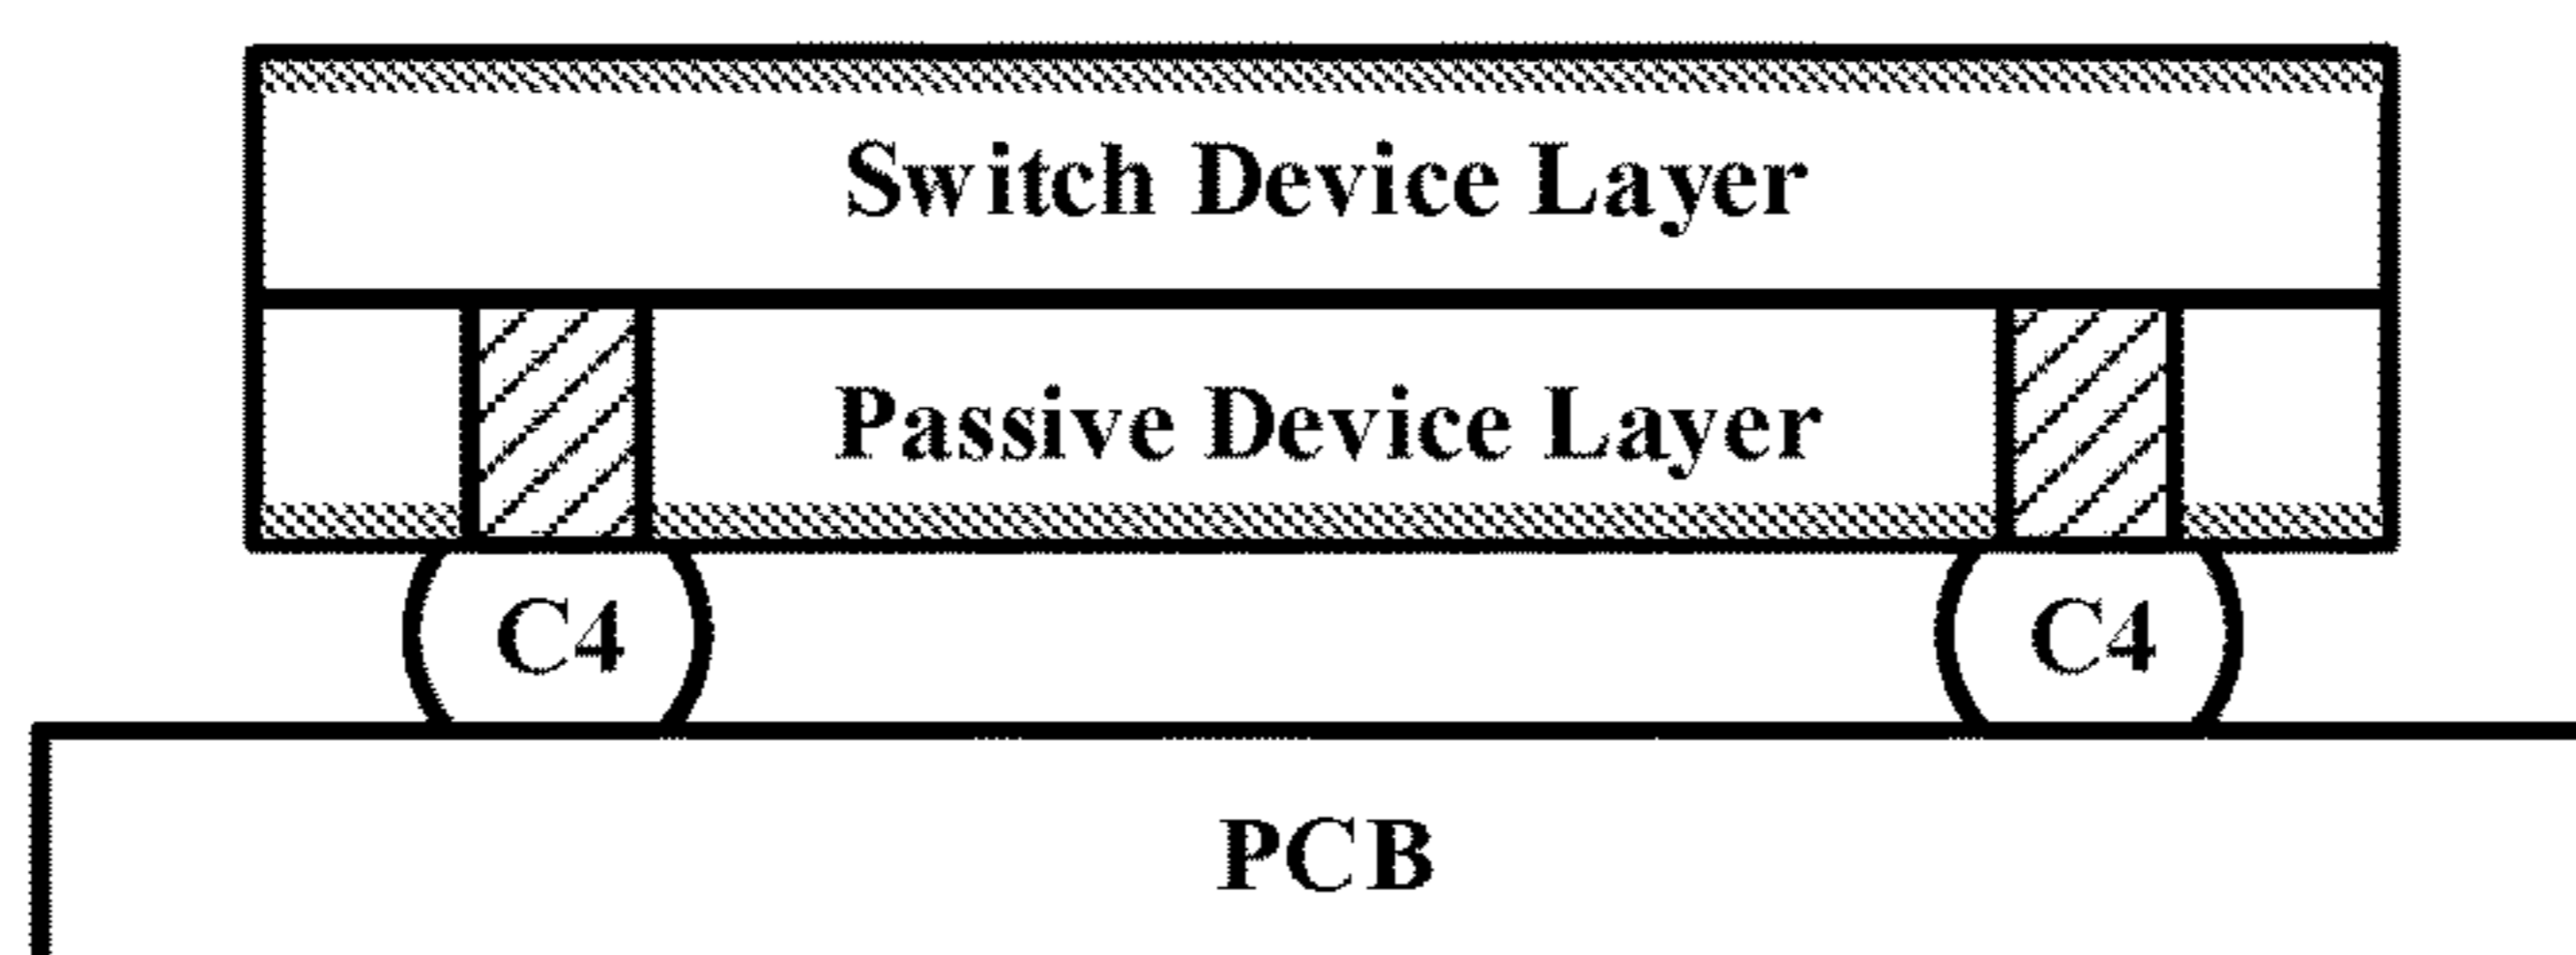 Switch Device Layer
Passive Device Layer
C4 C4
PCB